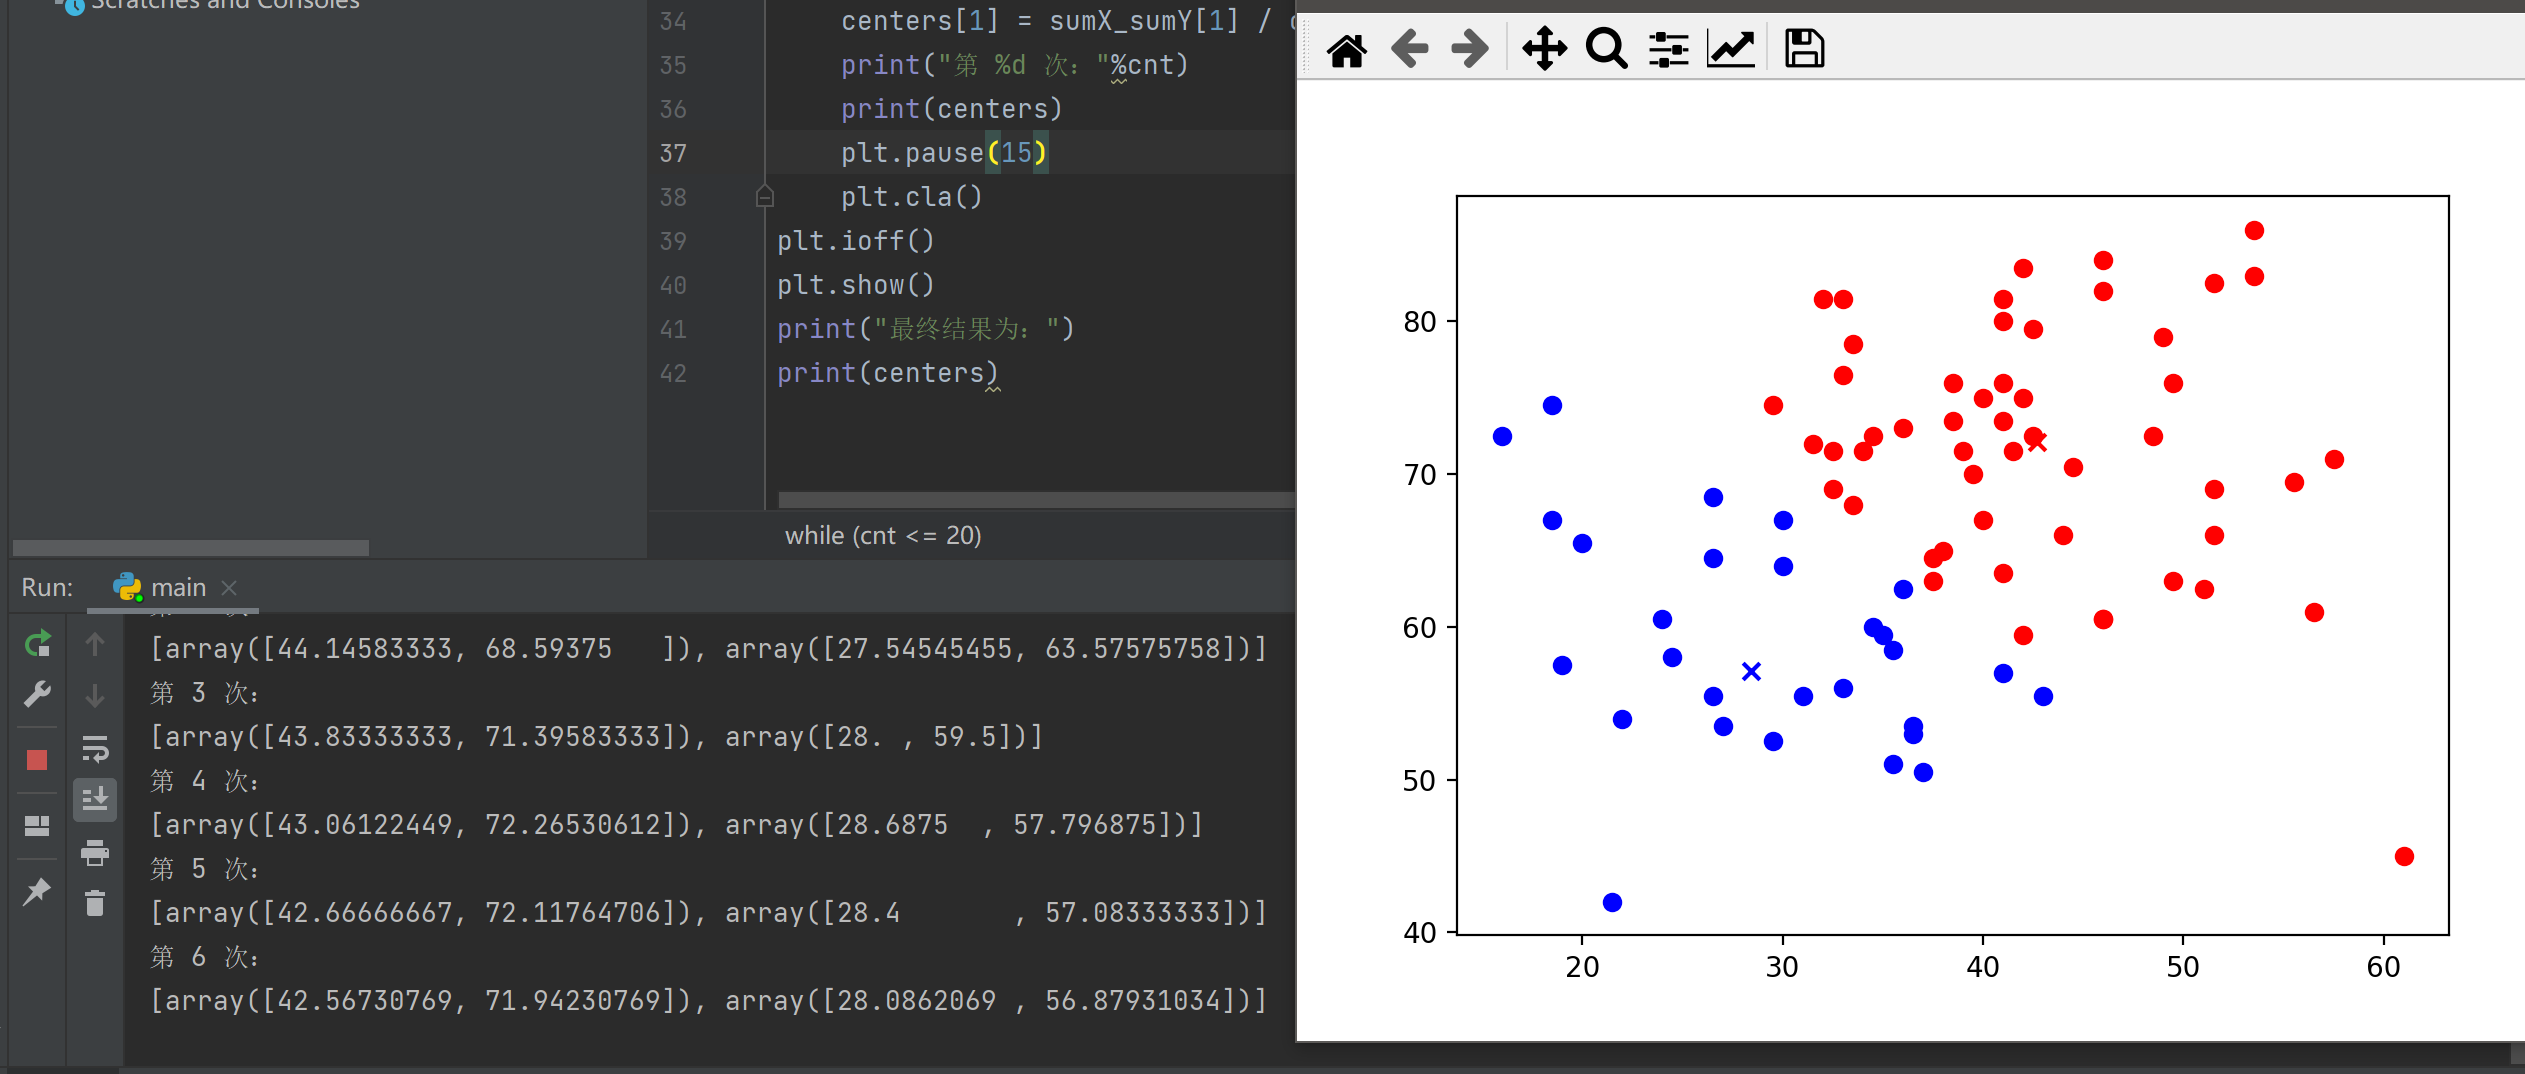 Scratches and Consoles
34 centers[1] = sumX_sumY[1] /
35 print("第 %d 次："%cnt)
36 print(centers)
37 plt.pause(15)
38 plt.cla()
39 plt.ioff()
40 plt.show()
41 print("最终结果为：")
42 print(centers)
while (cnt <= 20)
Run: main
[array([44.14583333, 68.59375   ]), array([27.54545455, 63.57575758])]
第 3 次：
[array([43.83333333, 71.39583333]), array([28. , 59.5])]
第 4 次：
[array([43.06122449, 72.26530612]), array([28.6875  , 57.796875])]
第 5 次：
[array([42.66666667, 72.11764706]), array([28.4       , 57.08333333])]
第 6 次：
[array([42.56730769, 71.94230769]), array([28.0862069 , 56.87931034])]
80
70
60
50
40
20 30 40 50 60